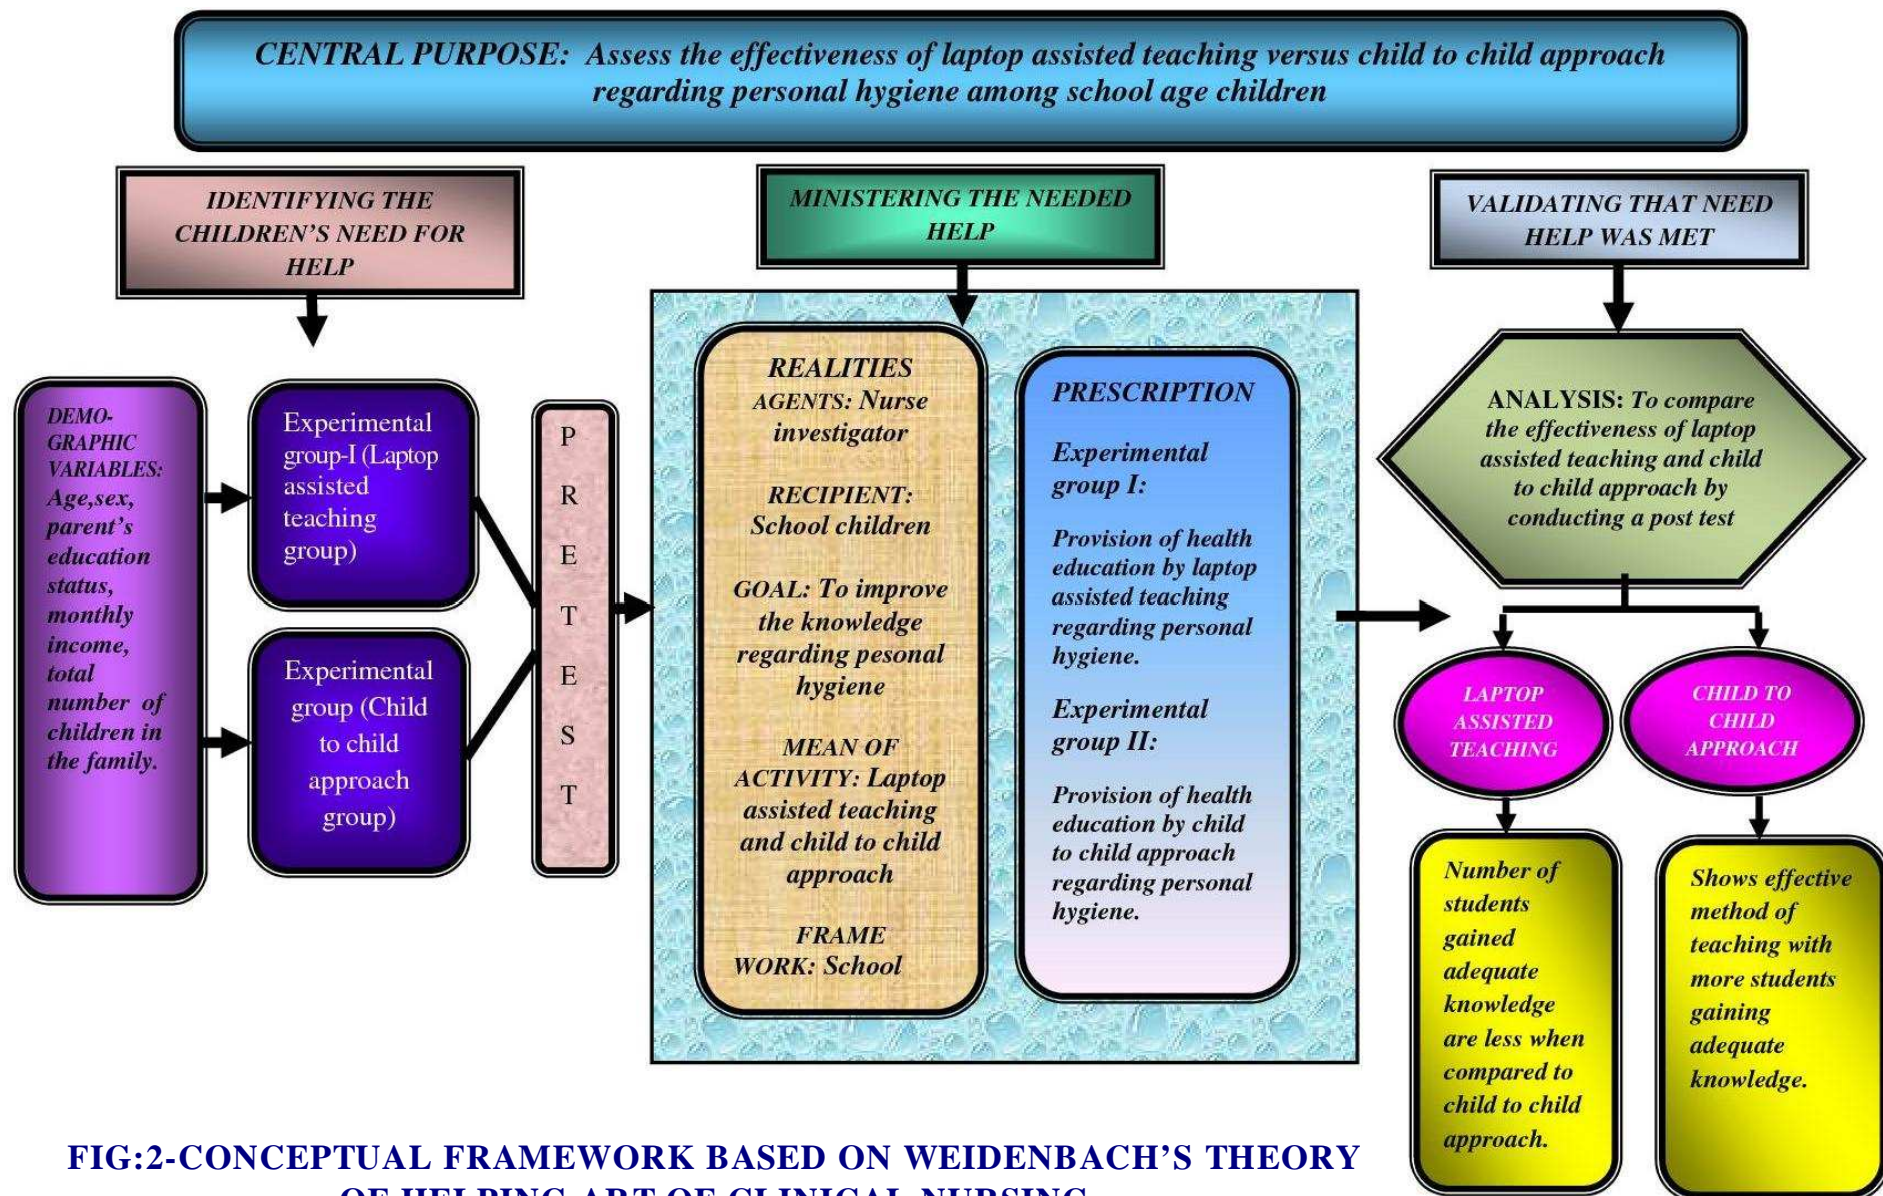 CENTRAL PURPOSE: Assess the effectiveness of laptop assisted teaching versus child to child approach
regarding personal hygiene among school age children
IDENTIFYING THE
CHILDREN’S NEED FOR
HELP
MINISTERING THE NEEDED
HELP
VALIDATING THAT NEED
HELP WAS MET
DEMO-
GRAPHIC
VARIABLES:
Age,sex,
parent’s
education
status,
monthly
income,
total
number of
children in
the family.
Experimental
group-I (Laptop
assisted
teaching
group)
Experimental
group (Child
to child
approach
group)
P
R
E
T
E
S
T
REALITIES
AGENTS: Nurse
investigator
RECIPIENT:
School children
GOAL: To improve
the knowledge
regarding pesonal
hygiene
MEAN OF
ACTIVITY: Laptop
assisted teaching
and child to child
approach
FRAME
WORK: School
PRESCRIPTION
Experimental
group I:
Provision of health
education by laptop
assisted teaching
regarding personal
hygiene.
Experimental
group II:
Provision of health
education by child
to child approach
regarding personal
hygiene.
ANALYSIS: To compare
the effectiveness of laptop
assisted teaching and child
to child approach by
conducting a post test
LAPTOP
ASSISTED
TEACHING
CHILD TO
CHILD
APPROACH
Number of
students
gained
adequate
knowledge
are less when
compared to
child to child
approach.
Shows effective
method of
teaching with
more students
gaining
adequate
knowledge.
FIG:2-CONCEPTUAL FRAMEWORK BASED ON WEIDENBACH’S THEORY
OF HELPING ART OF CLINICAL NURSING